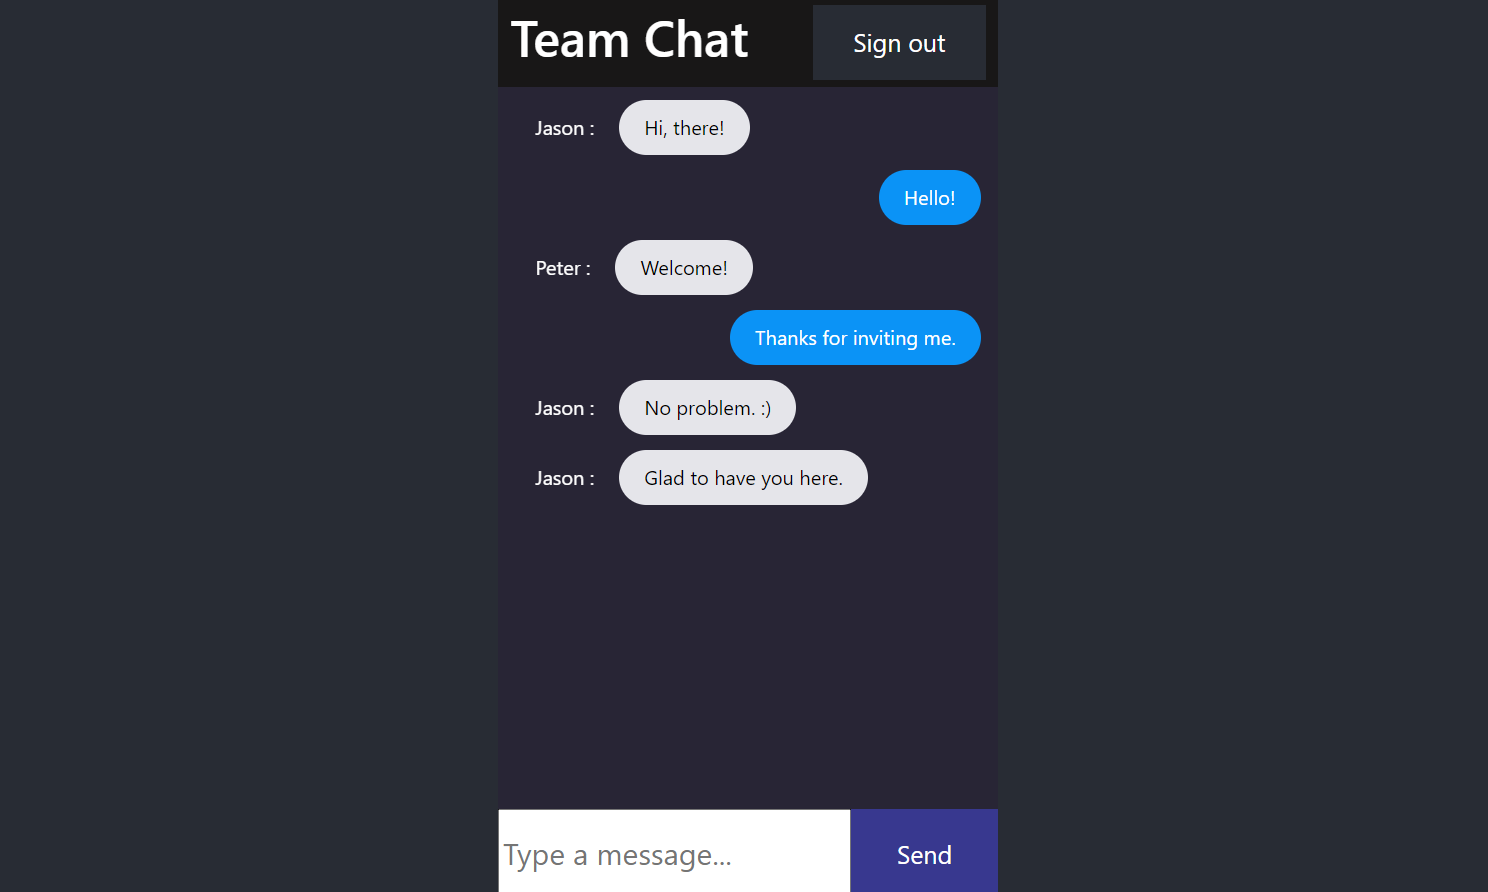 Team Chat
Sign out
Jason : Hi, there!
Hello!
Peter : Welcome!
Thanks for inviting me.
Jason : No problem. :)
Jason : Glad to have you here.
Type a message...
Send